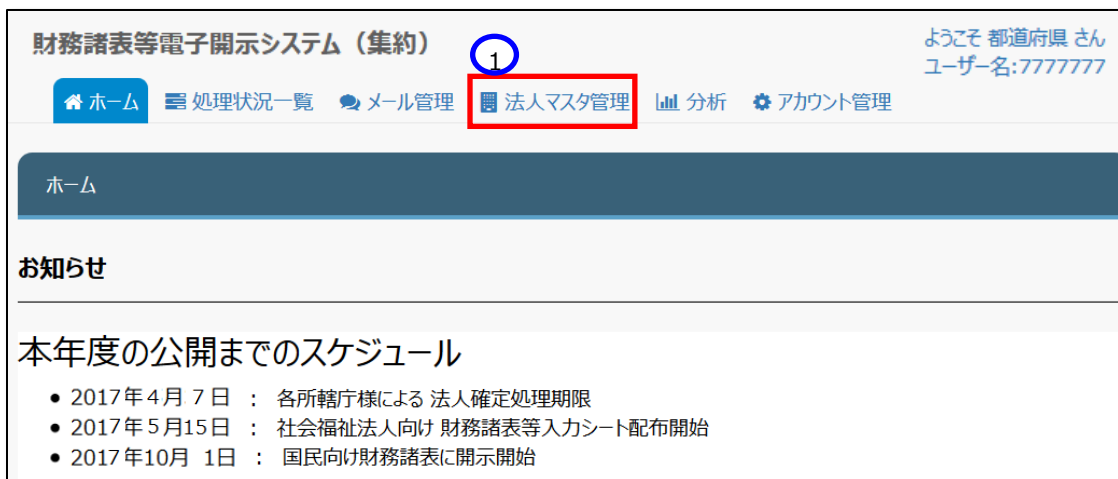 財務諸表等電子開示システム（集約）
ようこそ 都道府県 さん
ユーザー名:7777777
1
ホーム 処理状況一覧 メール管理 法人マスタ管理 分析 アカウント管理
ホーム
お知らせ
本年度の公開までのスケジュール
● 2017年4月 7日 ： 各所轄庁様による 法人確定処理期限
● 2017年5月15日 ： 社会福祉法人向け 財務諸表等入力シート配布開始
● 2017年10月 1日 ： 国民向け財務諸表に開示開始